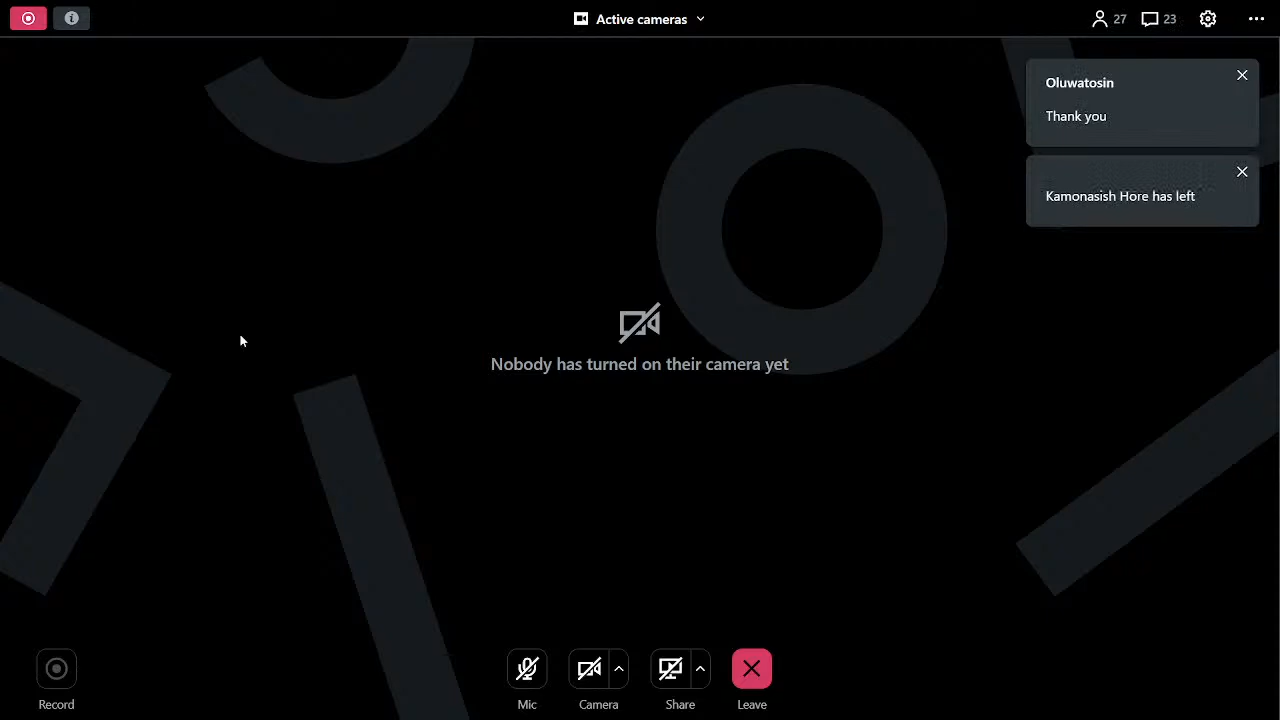 Active cameras
27
23
Oluwatosin
Thank you
Kamonasish Hore has left
Nobody has turned on their camera yet
Record
Mic
Camera
Share
Leave